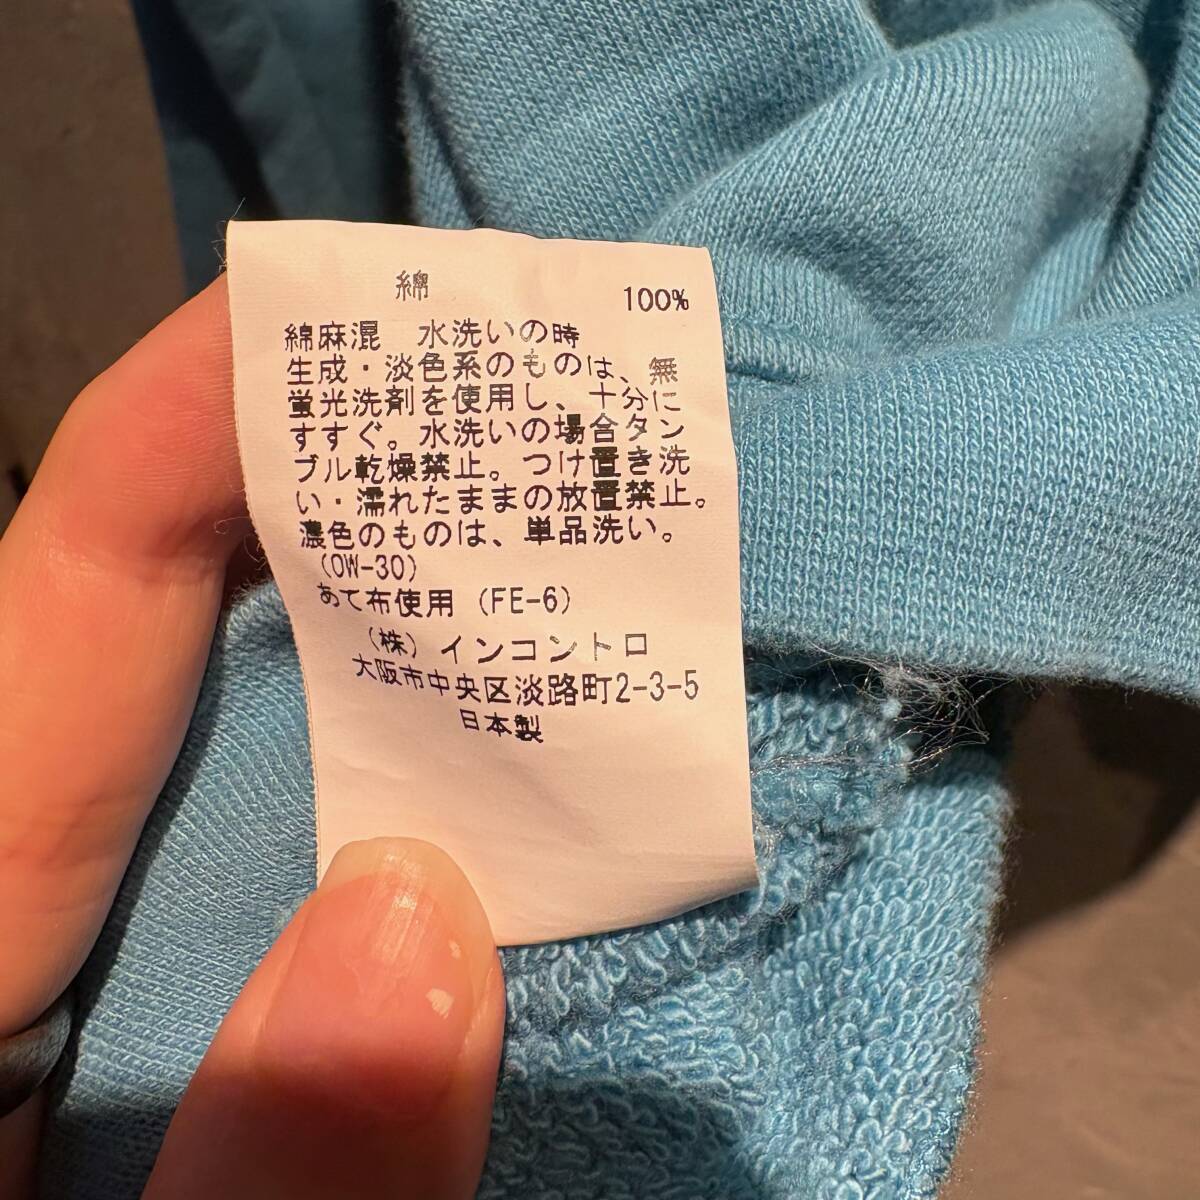 綿 100%
綿麻混 水洗いの時
生成・淡色系のものは、無
蛍光洗剤を使用し、十分に
すすぐ。水洗いの場合タン
ブル乾燥禁止。つけ置き洗
い・濡れたままの放置禁止。
濃色のものは、単品洗い。
(OW-30)
あて布使用 (FE-6)
(株) インコントロ
大阪市中央区淡路町2-3-5
日本製